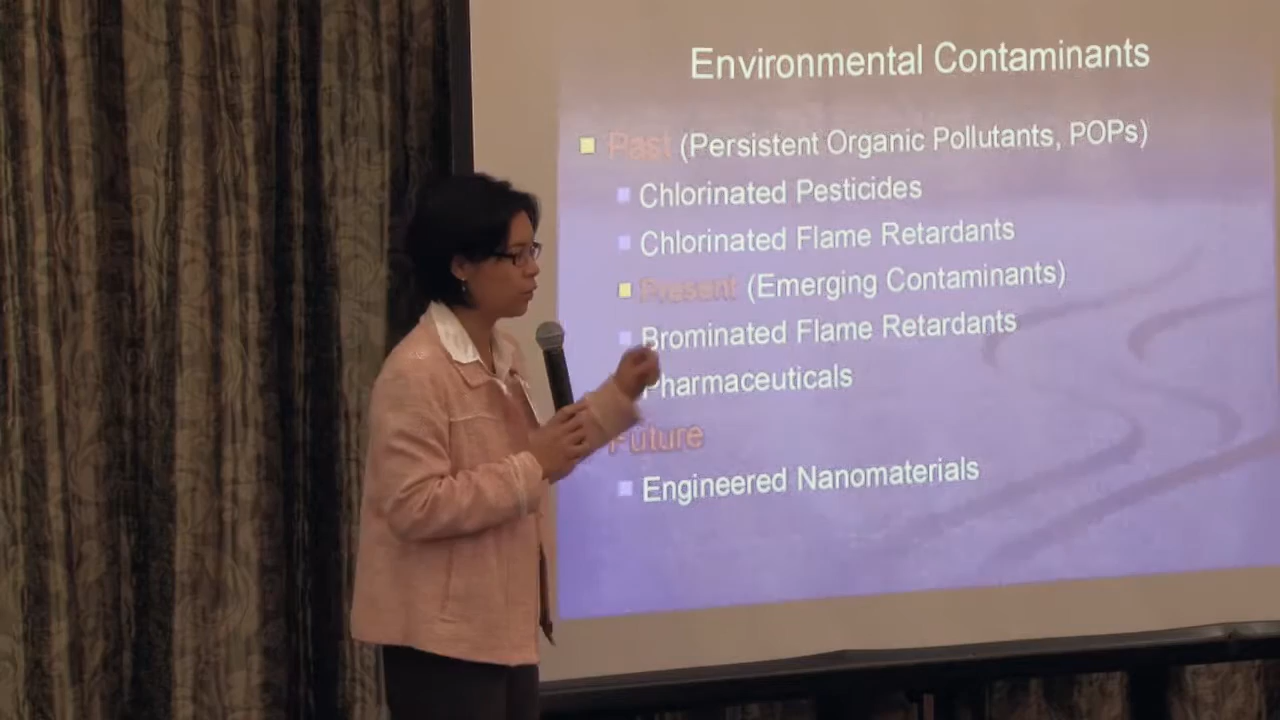 Environmental Contaminants
Past (Persistent Organic Pollutants, POPs)
Chlorinated Pesticides
Chlorinated Flame Retardants
Present (Emerging Contaminants)
Brominated Flame Retardants
Pharmaceuticals
Future
Engineered Nanomaterials